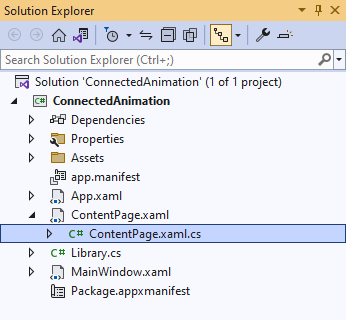 Solution Explorer
Search Solution Explorer (Ctrl+;)
Solution 'ConnectedAnimation' (1 of 1 project)
C# ConnectedAnimation
Dependencies
Properties
Assets
app.manifest
App.xaml
ContentPage.xaml
C# ContentPage.xaml.cs
C# Library.cs
MainWindow.xaml
Package.appxmanifest